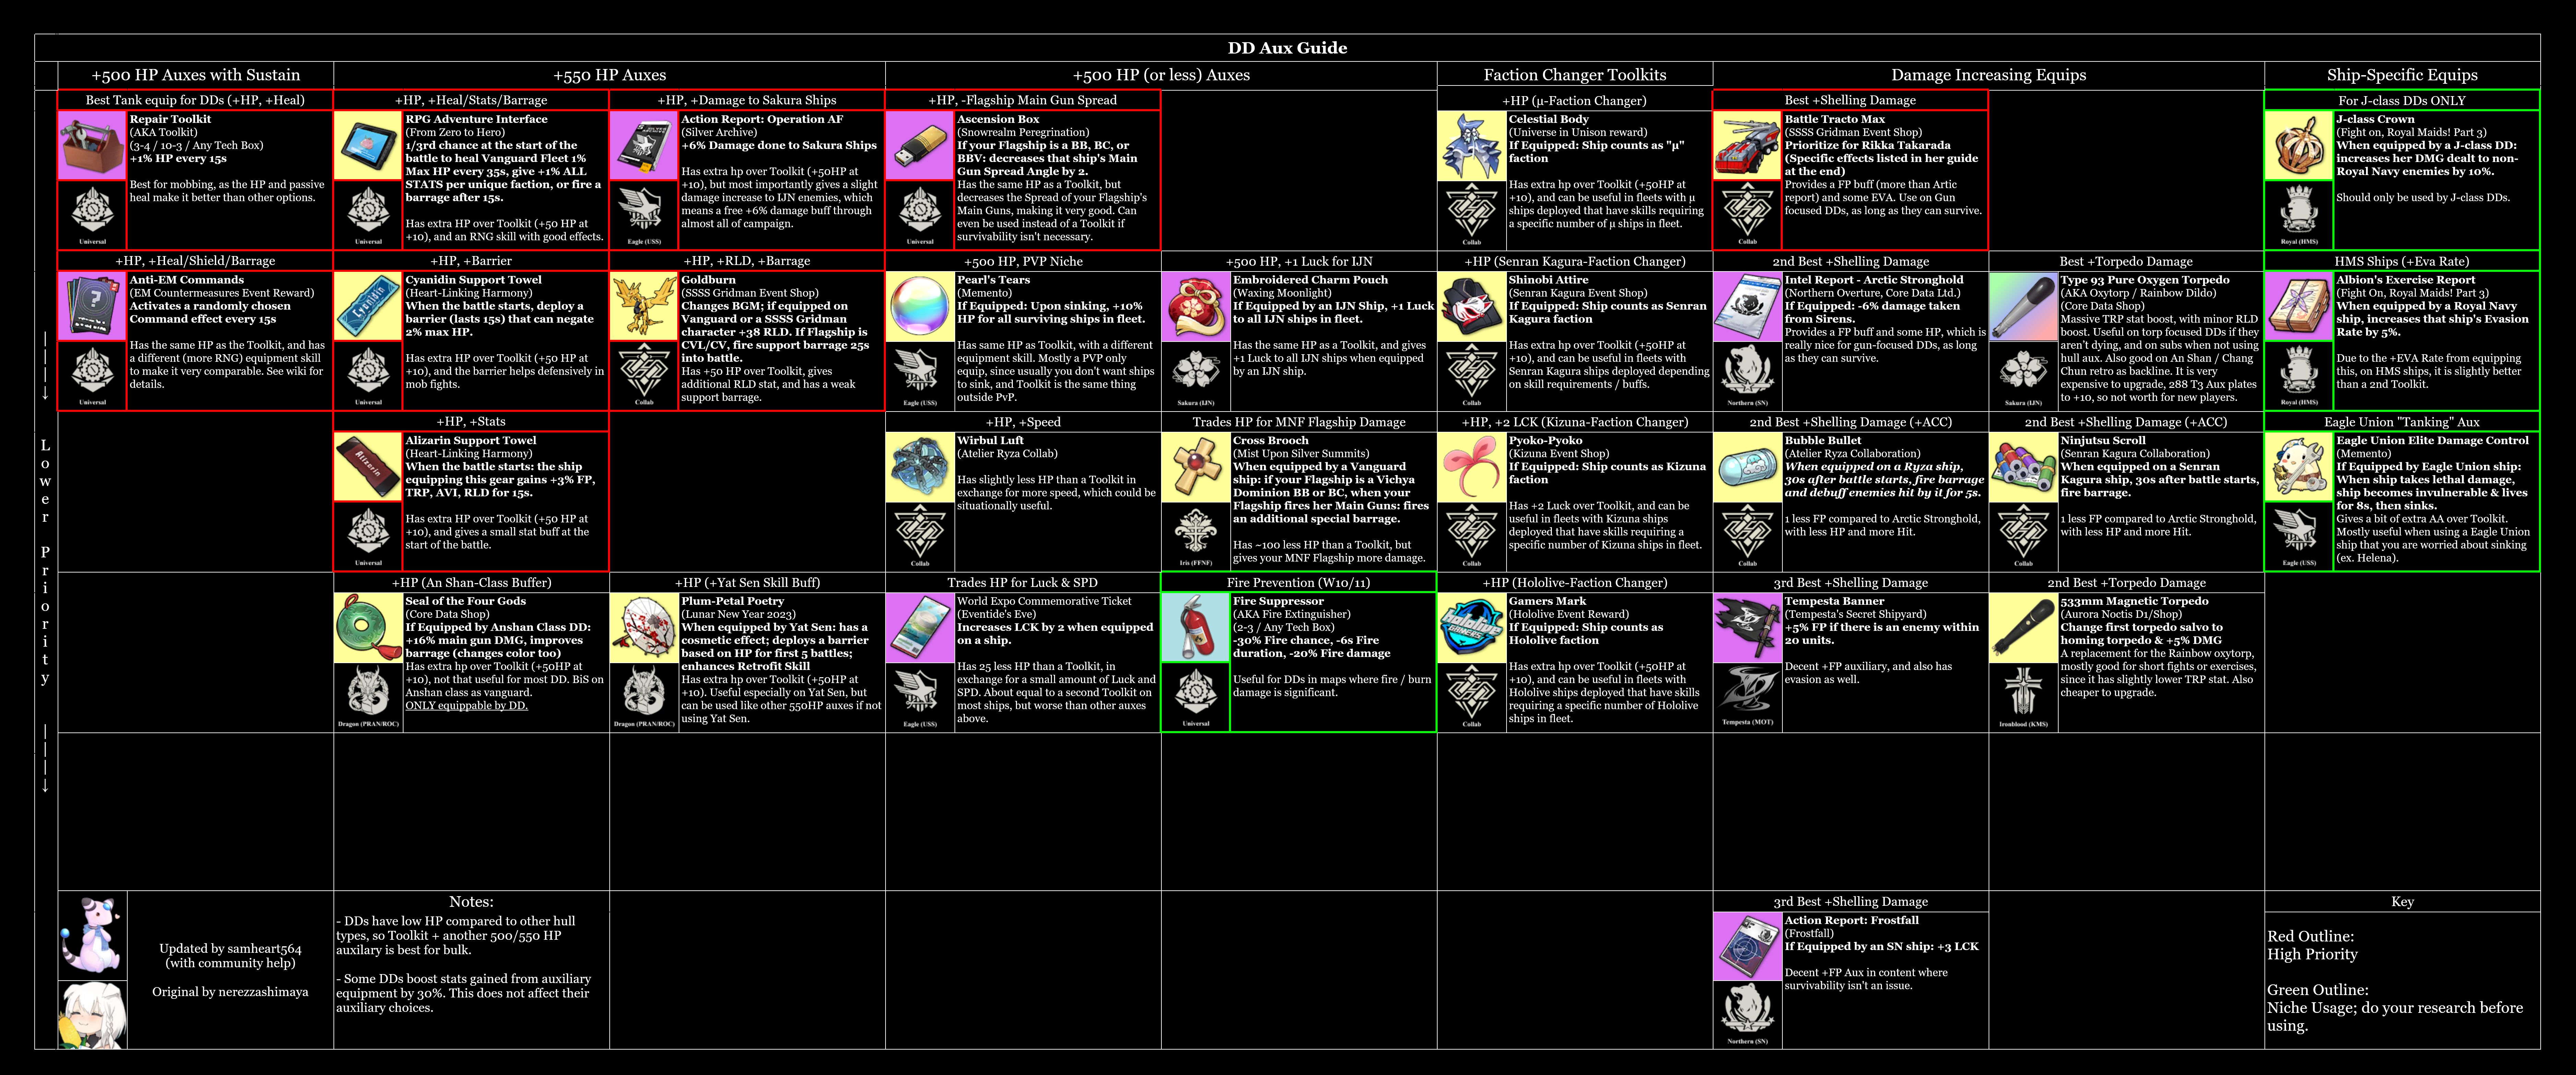 DD Aux Guide
+500 HP Auxes with Sustain
+550 HP Auxes
+500 HP (or less) Auxes
Faction Changer Toolkits
Damage Increasing Equips
Ship-Specific Equips
Lower Priority
Best Tank equip for DDs (+HP, +Heal)
Repair Toolkit
(AKA Toolkit)
(3-4 / 10-3 / Any Tech Box)
+1% HP every 15s
Best for mobbing, as the HP and passive
heal make it better than other options.
Universal
+HP, +Heal/Stats/Barrage
RPG Adventure Interface
(From Zero to Hero)
1/3rd chance at the start of the
battle to heal Vanguard Fleet 1%
Max HP every 35s, give +1% ALL
STATS per unique faction, or fire a
barrage after 15s.
Has extra HP over Toolkit (+50 HP at
+10), and an RNG skill with good effects.
Universal
+HP, +Damage to Sakura Ships
Action Report: Operation AF
(Silver Archive)
+6% Damage done to Sakura Ships
Has extra hp over Toolkit (+50HP at
+10), but most importantly gives a slight
damage increase to IJN enemies, which
means a free +6% damage buff through
almost all of campaign.
Eagle (USS)
+HP, -Flagship Main Gun Spread
Ascension Box
(Snowrealm Peregrination)
If your Flagship is a BB, BC, or
BBV: decreases that ship's Main
Gun Spread Angle by 2.
Has the same HP as a Toolkit, but
decreases the Spread of your Flagship's
Main Guns, making it very good. Can
even be used instead of a Toolkit if
survivability isn't necessary.
Universal
+HP (μ-Faction Changer)
Celestial Body
(Universe in Unison reward)
If Equipped: Ship counts as "μ"
faction
Has extra hp over Toolkit (+50HP at
+10), and can be useful in fleets with μ
ships deployed that have skills requiring
a specific number of μ ships in fleet.
Collab
Best +Shelling Damage
Battle Tracto Max
(SSSS Gridman Event Shop)
Prioritize for Rikka Takarada
(Specific effects listed in her guide
at the end)
Provides a FP buff (more than Artic
report) and some EVA. Use on Gun
focused DDs, as long as they can survive.
Collab
For J-class DDs ONLY
J-class Crown
(Fight on, Royal Maids! Part 3)
When equipped by a J-class DD:
increases her DMG dealt to non-
Royal Navy enemies by 10%.
Should only be used by J-class DDs.
Royal (HMS)
+HP, +Heal/Shield/Barrage
Anti-EM Commands
(EM Countermeasures Event Reward)
Activates a randomly chosen
Command effect every 15s
Has the same HP as the Toolkit, and has
a different (more RNG) equipment skill
to make it very comparable. See wiki for
details.
Universal
+HP, +Barrier
Cyanidin Support Towel
(Heart-Linking Harmony)
When the battle starts, deploy a
barrier (lasts 15s) that can negate
2% max HP.
Has extra HP over Toolkit (+50 HP at
+10), and the barrier helps defensively in
mob fights.
Universal
+HP, +RLD, +Barrage
Goldburn
(SSSS Gridman Event Shop)
Changes BGM; if equipped on
Vanguard or a SSSS Gridman
character +38 RLD. If Flagship is
CVL/CV, fire support barrage 25s
into battle.
Has +50 HP over Toolkit, gives
additional RLD stat, and has a weak
support barrage.
Collab
+500 HP, PVP Niche
Pearl's Tears
(Memento)
If Equipped: Upon sinking, +10%
HP for all surviving ships in fleet.
Has same HP as Toolkit, with a different
equipment skill. Mostly a PVP only
equip, since usually you don't want ships
to sink, and Toolkit is the same thing
outside PvP.
Eagle (USS)
+500 HP, +1 Luck for IJN
Embroidered Charm Pouch
(Waxing Moonlight)
If Equipped by an IJN Ship, +1 Luck
to all IJN ships in fleet.
Has the same HP as a Toolkit, and gives
+1 Luck to all IJN ships when equipped
by an IJN ship.
Sakura (IJN)
+HP (Senran Kagura-Faction Changer)
Shinobi Attire
(Senran Kagura Event Shop)
If Equipped: Ship counts as Senran
Kagura faction
Has extra hp over Toolkit (+50HP at
+10), and can be useful in fleets with
Senran Kagura ships deployed depending
on skill requirements / buffs.
Collab
2nd Best +Shelling Damage
Intel Report - Arctic Stronghold
(Northern Overture, Core Data Ltd.)
If Equipped: -6% damage taken
from Sirens.
Provides a FP buff and some HP, which is
really nice for gun-focused DDs, as long
as they can survive.
Northern (SN)
Best +Torpedo Damage
Type 93 Pure Oxygen Torpedo
(AKA Oxytorp / Rainbow Dildo)
(Core Data Shop)
Massive TRP stat boost, with minor RLD
boost. Useful on torp focused DDs if they
aren't dying, and on subs when not using
hull aux. Also good on An Shan / Chang
Chun retro as backline. It is very
expensive to upgrade, 288 T3 Aux plates
to +10, so not worth for new players.
Sakura (IJN)
HMS Ships (+Eva Rate)
Albion's Exercise Report
(Fight On, Royal Maids! Part 3)
When equipped by a Royal Navy
ship, increases that ship's Evasion
Rate by 5%.
Due to the +EVA Rate from equipping
this, on HMS ships, it is slightly better
than a 2nd Toolkit.
Royal (HMS)
+HP, +Stats
Alizarin Support Towel
(Heart-Linking Harmony)
When the battle starts: the ship
equipping this gear gains +3% FP,
TRP, AVI, RLD for 15s.
Has extra HP over Toolkit (+50 HP at
+10), and gives a small stat buff at the
start of the battle.
Universal
+HP, +Speed
Wirbul Luft
(Atelier Ryza Collab)
Has slightly less HP than a Toolkit in
exchange for more speed, which could be
situationally useful.
Collab
Trades HP for MNF Flagship Damage
Cross Brooch
(Mist Upon Silver Summits)
When equipped by a Vanguard
ship: if your Flagship is a Vichya
Dominion BB or BC, when your
Flagship fires her Main Guns: fires
an additional special barrage.
Has ~100 less HP than a Toolkit, but
gives your MNF Flagship more damage.
Iris (FFNF)
+HP, +2 LCK (Kizuna-Faction Changer)
Pyoko-Pyoko
(Kizuna Event Shop)
If Equipped: Ship counts as Kizuna
faction
Has +2 Luck over Toolkit, and can be
useful in fleets with Kizuna ships
deployed that have skills requiring a
specific number of Kizuna ships in fleet.
Collab
2nd Best +Shelling Damage (+ACC)
Bubble Bullet
(Atelier Ryza Collaboration)
When equipped on a Ryza ship,
30s after battle starts, fire barrage
and debuff enemies hit by it for 5s.
1 less FP compared to Arctic Stronghold,
with less HP and more Hit.
Collab
2nd Best +Shelling Damage (+ACC)
Ninjutsu Scroll
(Senran Kagura Collaboration)
When equipped on a Senran
Kagura ship, 30s after battle starts,
fire barrage.
1 less FP compared to Arctic Stronghold,
with less HP and more Hit.
Collab
Eagle Union "Tanking" Aux
Eagle Union Elite Damage Control
(Memento)
If Equipped by Eagle Union ship:
When ship takes lethal damage,
ship becomes invulnerable & lives
for 8s, then sinks.
Gives a bit of extra AA over Toolkit.
Mostly useful when using a Eagle Union
ship that you are worried about sinking
(ex. Helena).
Eagle (USS)
+HP (An Shan-Class Buffer)
Seal of the Four Gods
(Core Data Shop)
If Equipped by Anshan Class DD:
+16% main gun DMG, improves
barrage (changes color too)
Has extra hp over Toolkit (+50HP at
+10), not that useful for most DD. BiS on
Anshan class as vanguard.
ONLY equippable by DD.
Dragon (PRAN/ROC)
+HP (+Yat Sen Skill Buff)
Plum-Petal Poetry
(Lunar New Year 2023)
When equipped by Yat Sen: has a
cosmetic effect; deploys a barrier
based on HP for first 5 battles;
enhances Retrofit Skill
Has extra hp over Toolkit (+50HP at
+10). Useful especially on Yat Sen, but
can be used like other 550HP auxes if not
using Yat Sen.
Dragon (PRAN/ROC)
Trades HP for Luck & SPD
World Expo Commemorative Ticket
(Eventide's Eve)
Increases LCK by 2 when equipped
on a ship.
Has 25 less HP than a Toolkit, in
exchange for a small amount of Luck and
SPD. About equal to a second Toolkit on
most ships, but worse than other auxes
above.
Eagle (USS)
Fire Prevention (W10/11)
Fire Suppressor
(AKA Fire Extinguisher)
(2-3 / Any Tech Box)
-30% Fire chance, -6s Fire
duration, -20% Fire damage
Useful for DDs in maps where fire / burn
damage is significant.
Universal
+HP (Hololive-Faction Changer)
hololive GAMERS
Gamers Mark
(Hololive Event Reward)
If Equipped: Ship counts as
Hololive faction
Has extra hp over Toolkit (+50HP at
+10), and can be useful in fleets with
Hololive ships deployed that have skills
requiring a specific number of Hololive
ships in fleet.
Collab
3rd Best +Shelling Damage
Tempesta Banner
(Tempesta's Secret Shipyard)
+5% FP if there is an enemy within
20 units.
Decent +FP auxiliary, and also has
evasion as well.
Tempesta (MOT)
2nd Best +Torpedo Damage
533mm Magnetic Torpedo
(Aurora Noctis D1/Shop)
Change first torpedo salvo to
homing torpedo & +5% DMG
A replacement for the Rainbow oxytorp,
mostly good for short fights or exercises,
since it has slightly lower TRP stat. Also
cheaper to upgrade.
Ironblood (KMS)
Updated by samheart564
(with community help)
Original by nerezzashimaya
Notes:
- DDs have low HP compared to other hull
types, so Toolkit + another 500/550 HP
auxilary is best for bulk.
- Some DDs boost stats gained from auxiliary
equipment by 30%. This does not affect their
auxiliary choices.
3rd Best +Shelling Damage
Action Report: Frostfall
(Frostfall)
If Equipped by an SN ship: +3 LCK
Decent +FP Aux in content where
survivability isn't an issue.
Northern (SN)
Key
Red Outline:
High Priority
Green Outline:
Niche Usage; do your research before
using.